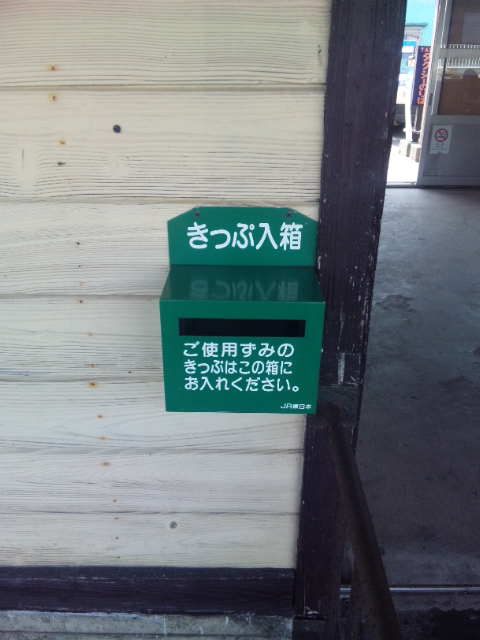 きっぷ入箱
ご使用ずみの
きっぷはこの箱に
お入れください。
JR東日本